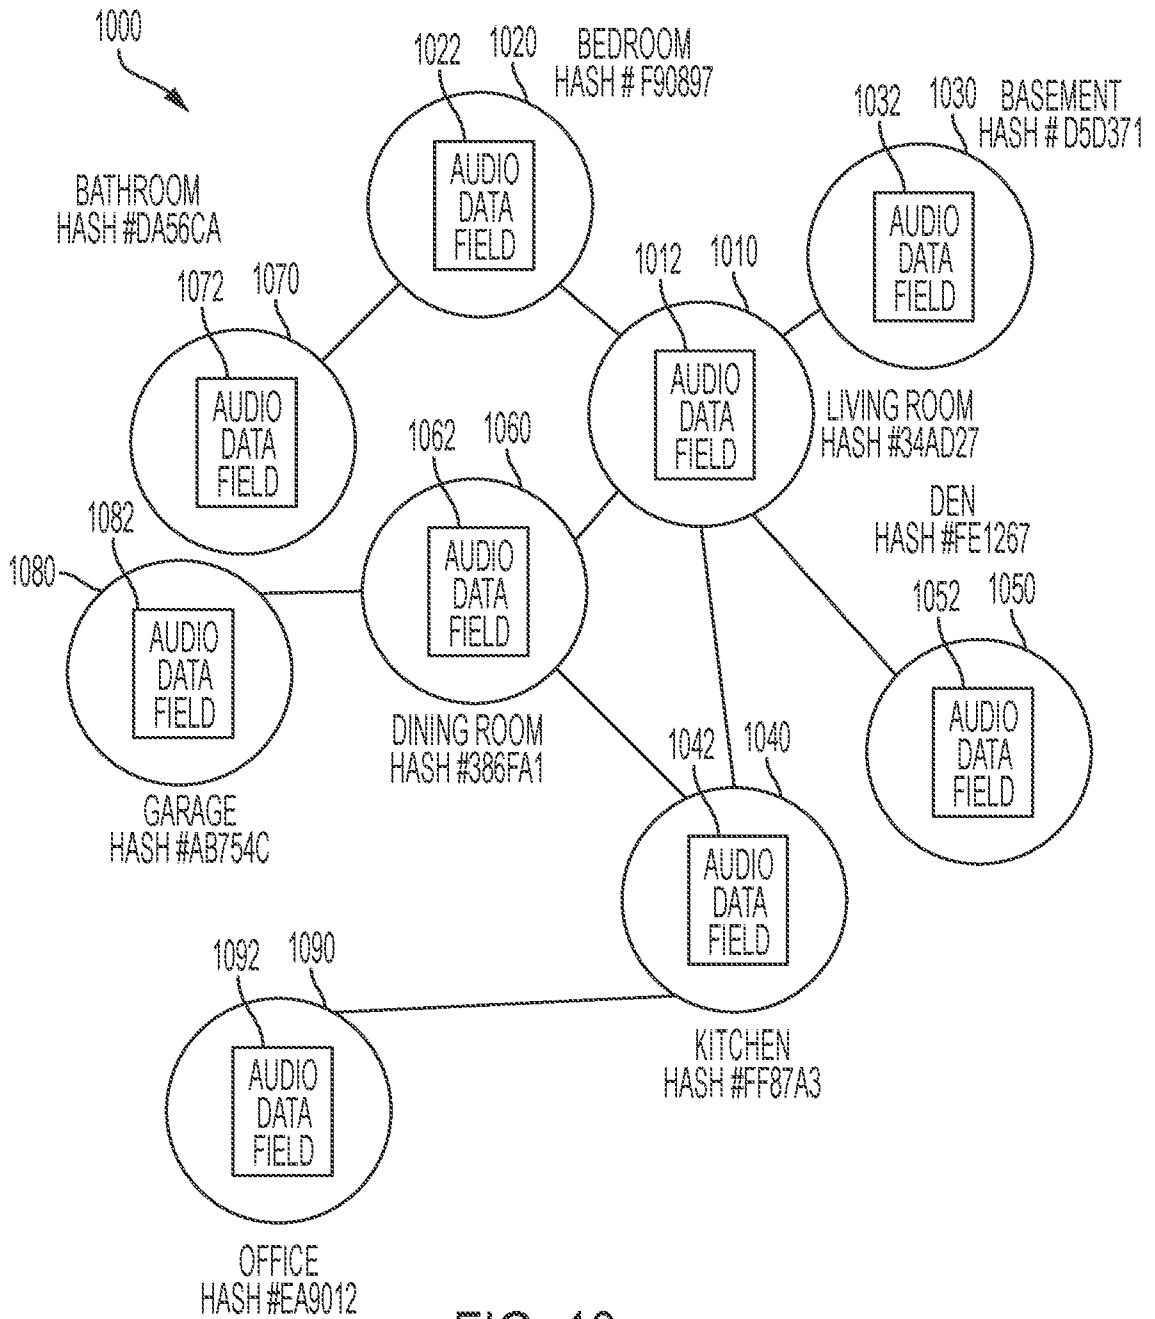 1000
1022
1020
BEDROOM
HASH # F90897
1032
1030
BASEMENT
HASH # D5D371
AUDIO
DATA
FIELD
AUDIO
DATA
FIELD
BATHROOM
HASH #DA56CA
1072
1070
1012
1010
AUDIO
DATA
FIELD
AUDIO
DATA
FIELD
LIVING ROOM
HASH #34AD27
1062
1060
1082
1080
AUDIO
DATA
FIELD
AUDIO
DATA
FIELD
DEN
HASH #FE1267
1052
1050
AUDIO
DATA
FIELD
DINING ROOM
HASH #386FA1
GARAGE
HASH #AB754C
1042
1040
AUDIO
DATA
FIELD
KITCHEN
HASH #FF87A3
1092
1090
AUDIO
DATA
FIELD
OFFICE
HASH #EA9012